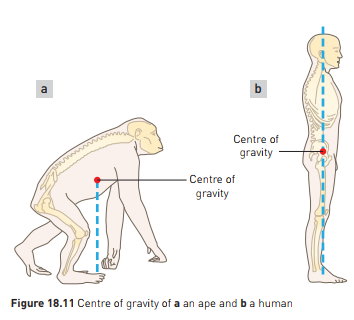 a
b
Centre of
gravity
Centre of
gravity
Figure 18.11 Centre of gravity of a an ape and b a human